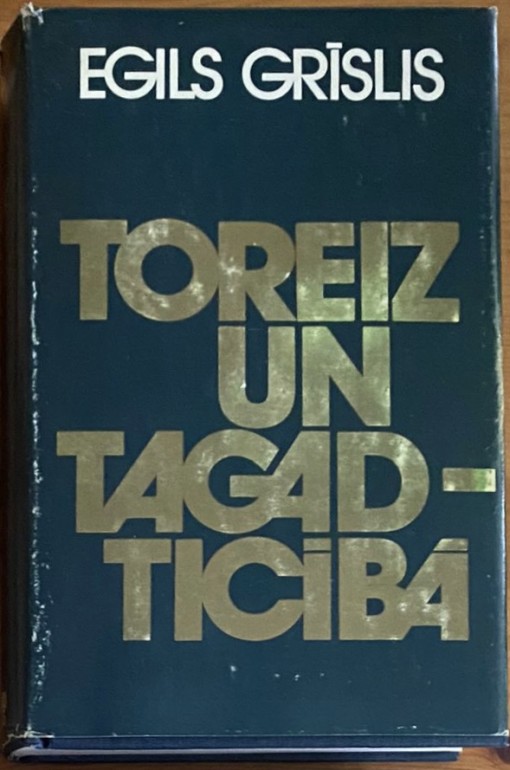 EGILS GRĪSLIS
TOREIZ
UN
TAGAD –
TICĪBĀ